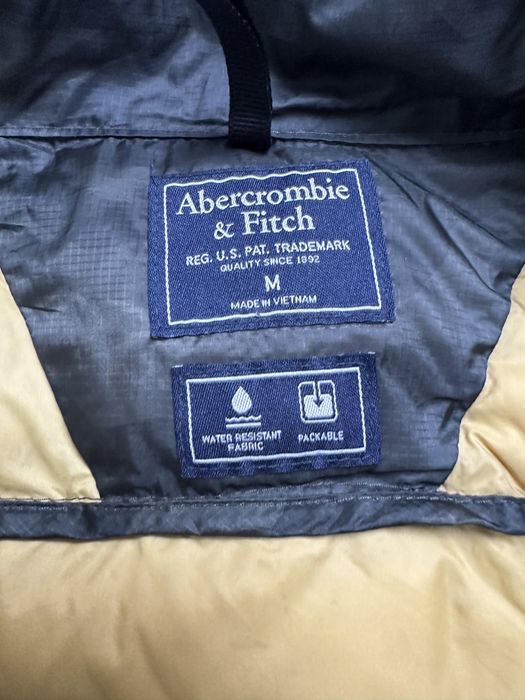 Abercrombie
& Fitch
REG. U.S. PAT. TRADEMARK
QUALITY SINCE 1892
M
MADE IN VIETNAM
WATER RESISTANT
FABRIC
PACKABLE